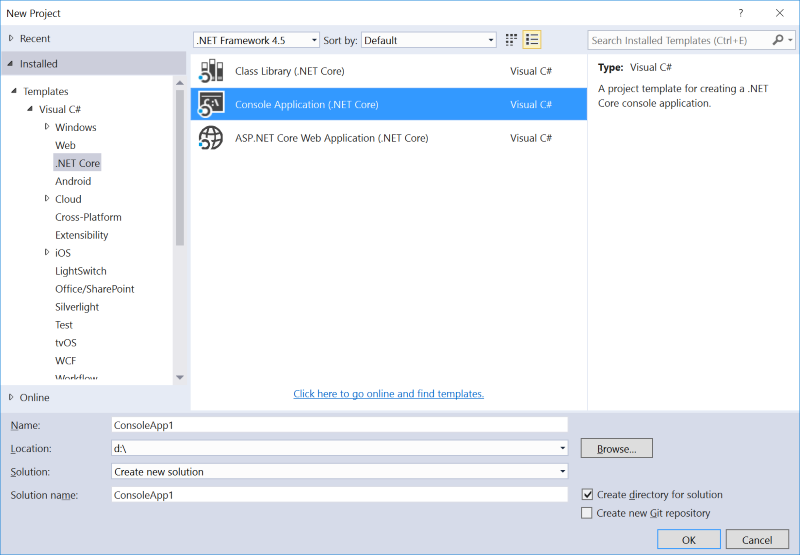 New Project
?
Recent
.NET Framework 4.5 Sort by: Default
Search Installed Templates (Ctrl+E)
Installed
Templates
Visual C#
Windows
Web
.NET Core
Android
Cloud
Cross-Platform
Extensibility
iOS
LightSwitch
Office/SharePoint
Silverlight
Test
tvOS
WCF
Workflow
Online
Class Library (.NET Core) Visual C#
Console Application (.NET Core) Visual C#
ASP.NET Core Web Application (.NET Core) Visual C#
Click here to go online and find templates.
Type: Visual C#
A project template for creating a .NET
Core console application.
Name: ConsoleApp1
Location: d:\
Browse...
Solution: Create new solution
Solution name: ConsoleApp1
Create directory for solution
Create new Git repository
OK Cancel